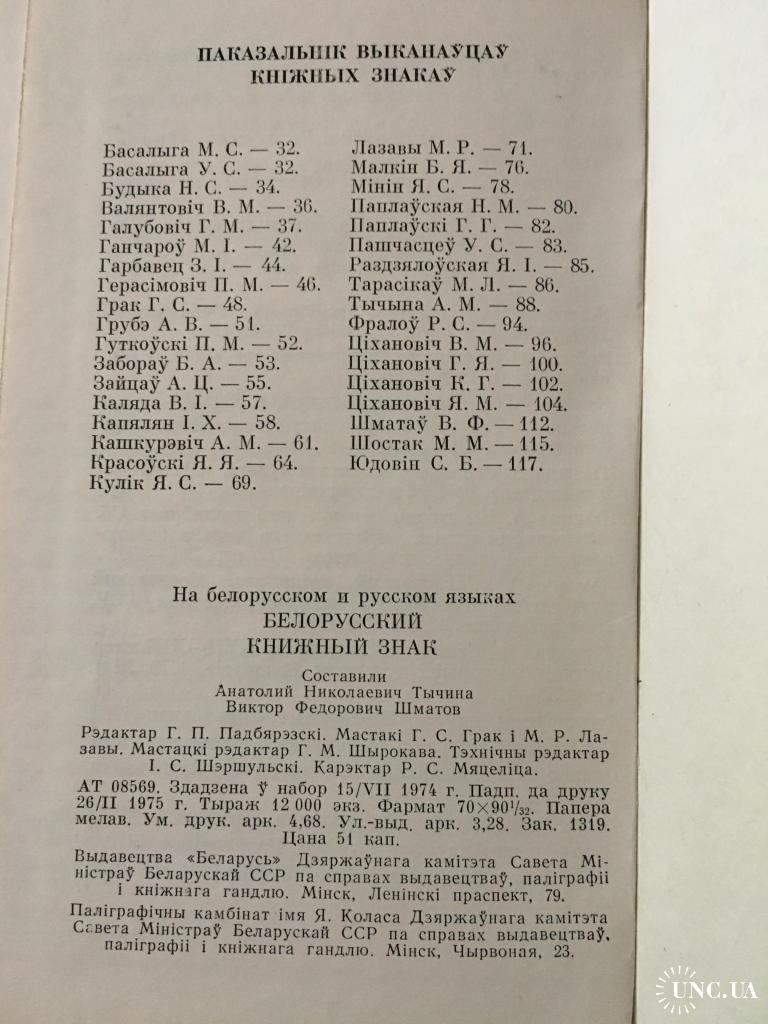 ПАКАЗАЛЬНІК ВЫКАНАЎЦАЎ
КНІЖНЫХ ЗНАКАЎ
Басалыга М. С. — 32.
Басалыга У. С. — 32.
Будыка Н. С. — 34.
Валянтовіч В. М. — 36.
Галубовіч Г. М. — 37.
Ганчароў М. І. — 42.
Гарбавец З. І. — 44.
Герасімовіч П. М. — 46.
Грак Г. С. — 48.
Грубэ А. В. — 51.
Гуткоўскі П. М. — 52.
Забораў Б. А. — 53.
Зайцаў А. Ц. — 55.
Каляда В. І. — 57.
Капялян І. Х. — 58.
Кашкурэвіч А. М. — 61.
Красоўскі Я. Я. — 64.
Кулік Я. С. — 69.
Лазавы М. Р. — 71.
Малкін Б. Я. — 76.
Мінін Я. С. — 78.
Паплаўская Н. М. — 80.
Паплаўскі Г. Г. — 82.
Пашчасцеў У. С. — 83.
Раздзялоўская Я. І. — 85.
Тарасікаў М. Л. — 86.
Тычына А. М. — 88.
Фралоў Р. С. — 94.
Ціхановіч В. М. — 96.
Ціхановіч Г. Я. — 100.
Ціхановіч К. Г. — 102.
Ціхановіч Я. М. — 104.
Шматаў В. Ф. — 112.
Шостак М. М. — 115.
Юдовін С. Б. — 117.
На белорусском и русском языках
БЕЛОРУССКИЙ
КНИЖНЫЙ ЗНАК
Составили
Анатолий Николаевич Тычина
Виктор Федорович Шматов
Рэдактар Г. П. Падбярэзскі. Мастакі Г. С. Грак і М. Р. Ла-
завы. Мастацкі рэдактар Г. М. Шырокава. Тэхнічны рэдактар
І. С. Шэршульскі. Карэктар Р. С. Мяцеліца.
АТ 08569. Здадзена ў набор 15/VII 1974 г. Падп. да друку
26/II 1975 г. Тыраж 12 000 экз. Фармат 70×90¹/₃₂. Папера
мелав. Ум. друк. арк. 4,68. Ул.-выд. арк. 3,28. Зак. 1319.
Цана 51 кап.
Выдавецтва «Беларусь» Дзяржаўнага камітэта Савета Мі-
ністраў Беларускай ССР па справах выдавецтваў, паліграфіі
і кніжнага гандлю. Мінск, Ленінскі праспект, 79.
Паліграфічны камбінат імя Я. Коласа Дзяржаўнага камітэта
Савета Міністраў Беларускай ССР па справах выдавецтваў,
паліграфіі і кніжнага гандлю. Мінск, Чырвоная, 23.
UNC.UA